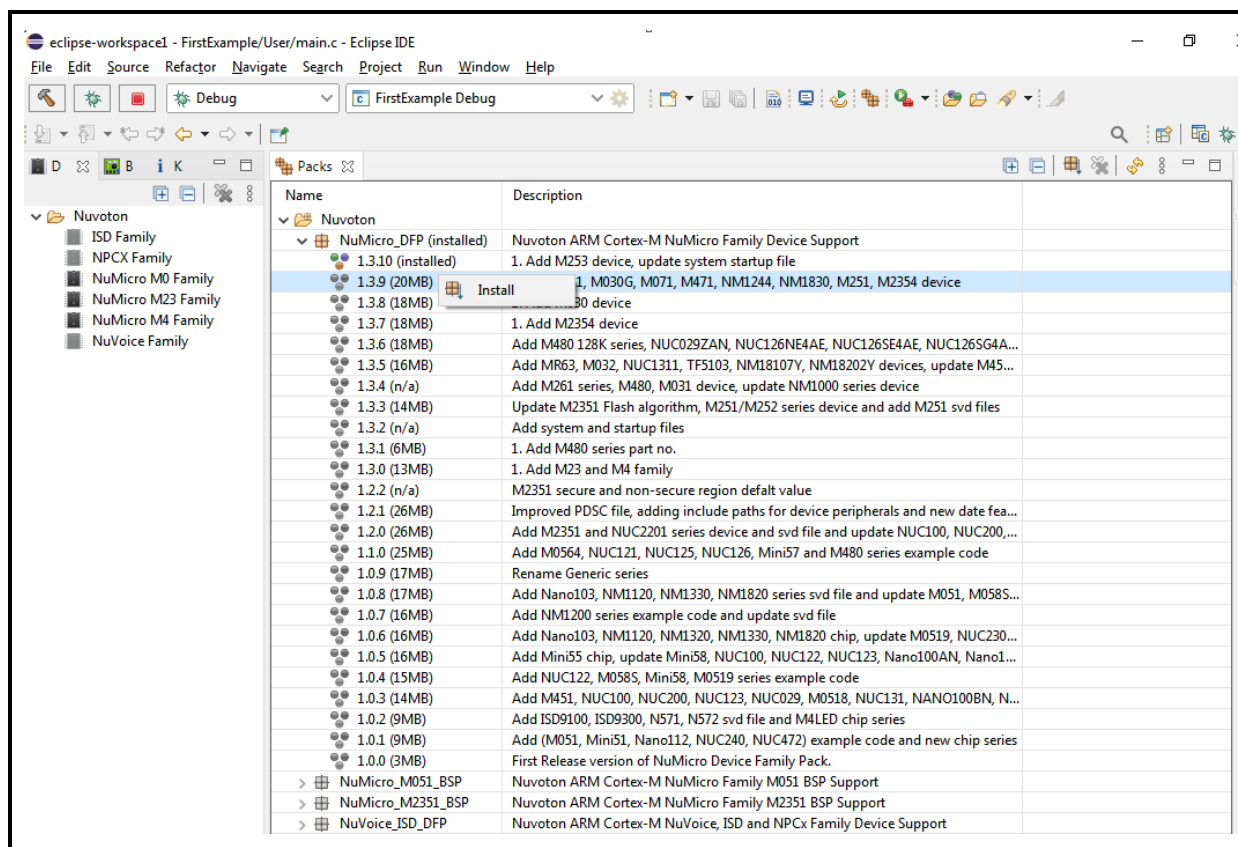 eclipse-workspace1 - FirstExample/User/main.c - Eclipse IDE
File Edit Source Refactor Navigate Search Project Run Window Help
Debug FirstExample Debug 010
D B K Packs
Name Description
Nuvoton
ISD Family
NPCX Family
NuMicro M0 Family
NuMicro M23 Family
NuMicro M4 Family
NuVoice Family
Nuvoton
NuMicro_DFP (installed) Nuvoton ARM Cortex-M NuMicro Family Device Support
1.3.10 (installed) 1. Add M253 device, update system startup file
1.3.9 (20MB) Install 1, M030G, M071, M471, NM1244, NM1830, M251, M2354 device
1.3.8 (18MB) 30 device
1.3.7 (18MB) 1. Add M2354 device
1.3.6 (18MB) Add M480 128K series, NUC029ZAN, NUC126NE4AE, NUC126SE4AE, NUC126SG4A...
1.3.5 (16MB) Add MR63, M032, NUC1311, TF5103, NM18107Y, NM18202Y devices, update M45...
1.3.4 (n/a) Add M261 series, M480, M031 device, update NM1000 series device
1.3.3 (14MB) Update M2351 Flash algorithm, M251/M252 series device and add M251 svd files
1.3.2 (n/a) Add system and startup files
1.3.1 (6MB) 1. Add M480 series part no.
1.3.0 (13MB) 1. Add M23 and M4 family
1.2.2 (n/a) M2351 secure and non-secure region defalt value
1.2.1 (26MB) Improved PDSC file, adding include paths for device peripherals and new date fea...
1.2.0 (26MB) Add M2351 and NUC2201 series device and svd file and update NUC100, NUC200,...
1.1.0 (25MB) Add M0564, NUC121, NUC125, NUC126, Mini57 and M480 series example code
1.0.9 (17MB) Rename Generic series
1.0.8 (17MB) Add Nano103, NM1120, NM1330, NM1820 series svd file and update M051, M058S...
1.0.7 (16MB) Add NM1200 series example code and update svd file
1.0.6 (16MB) Add Nano103, NM1120, NM1320, NM1330, NM1820 chip, update M0519, NUC230...
1.0.5 (16MB) Add Mini55 chip, update Mini58, NUC100, NUC122, NUC123, Nano100AN, Nano1...
1.0.4 (15MB) Add NUC122, M058S, Mini58, M0519 series example code
1.0.3 (14MB) Add M451, NUC100, NUC200, NUC123, NUC029, M0518, NUC131, NANO100BN, N...
1.0.2 (9MB) Add ISD9100, ISD9300, N571, N572 svd file and M4LED chip series
1.0.1 (9MB) Add (M051, Mini51, Nano112, NUC240, NUC472) example code and new chip series
1.0.0 (3MB) First Release version of NuMicro Device Family Pack.
NuMicro_M051_BSP Nuvoton ARM Cortex-M NuMicro Family M051 BSP Support
NuMicro_M2351_BSP Nuvoton ARM Cortex-M NuMicro Family M2351 BSP Support
NuVoice_ISD_DFP Nuvoton ARM Cortex-M NuVoice, ISD and NPCx Family Device Support